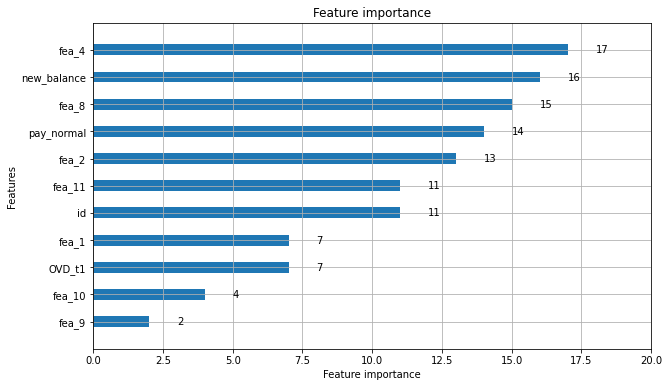 Feature importance
fea_4 17
new_balance 16
fea_8 15
pay_normal 14
fea_2 13
fea_11 11
id 11
fea_1 7
OVD_t1 7
fea_10 4
fea_9 2
Features
0.0 2.5 5.0 7.5 10.0 12.5 15.0 17.5 20.0
Feature importance